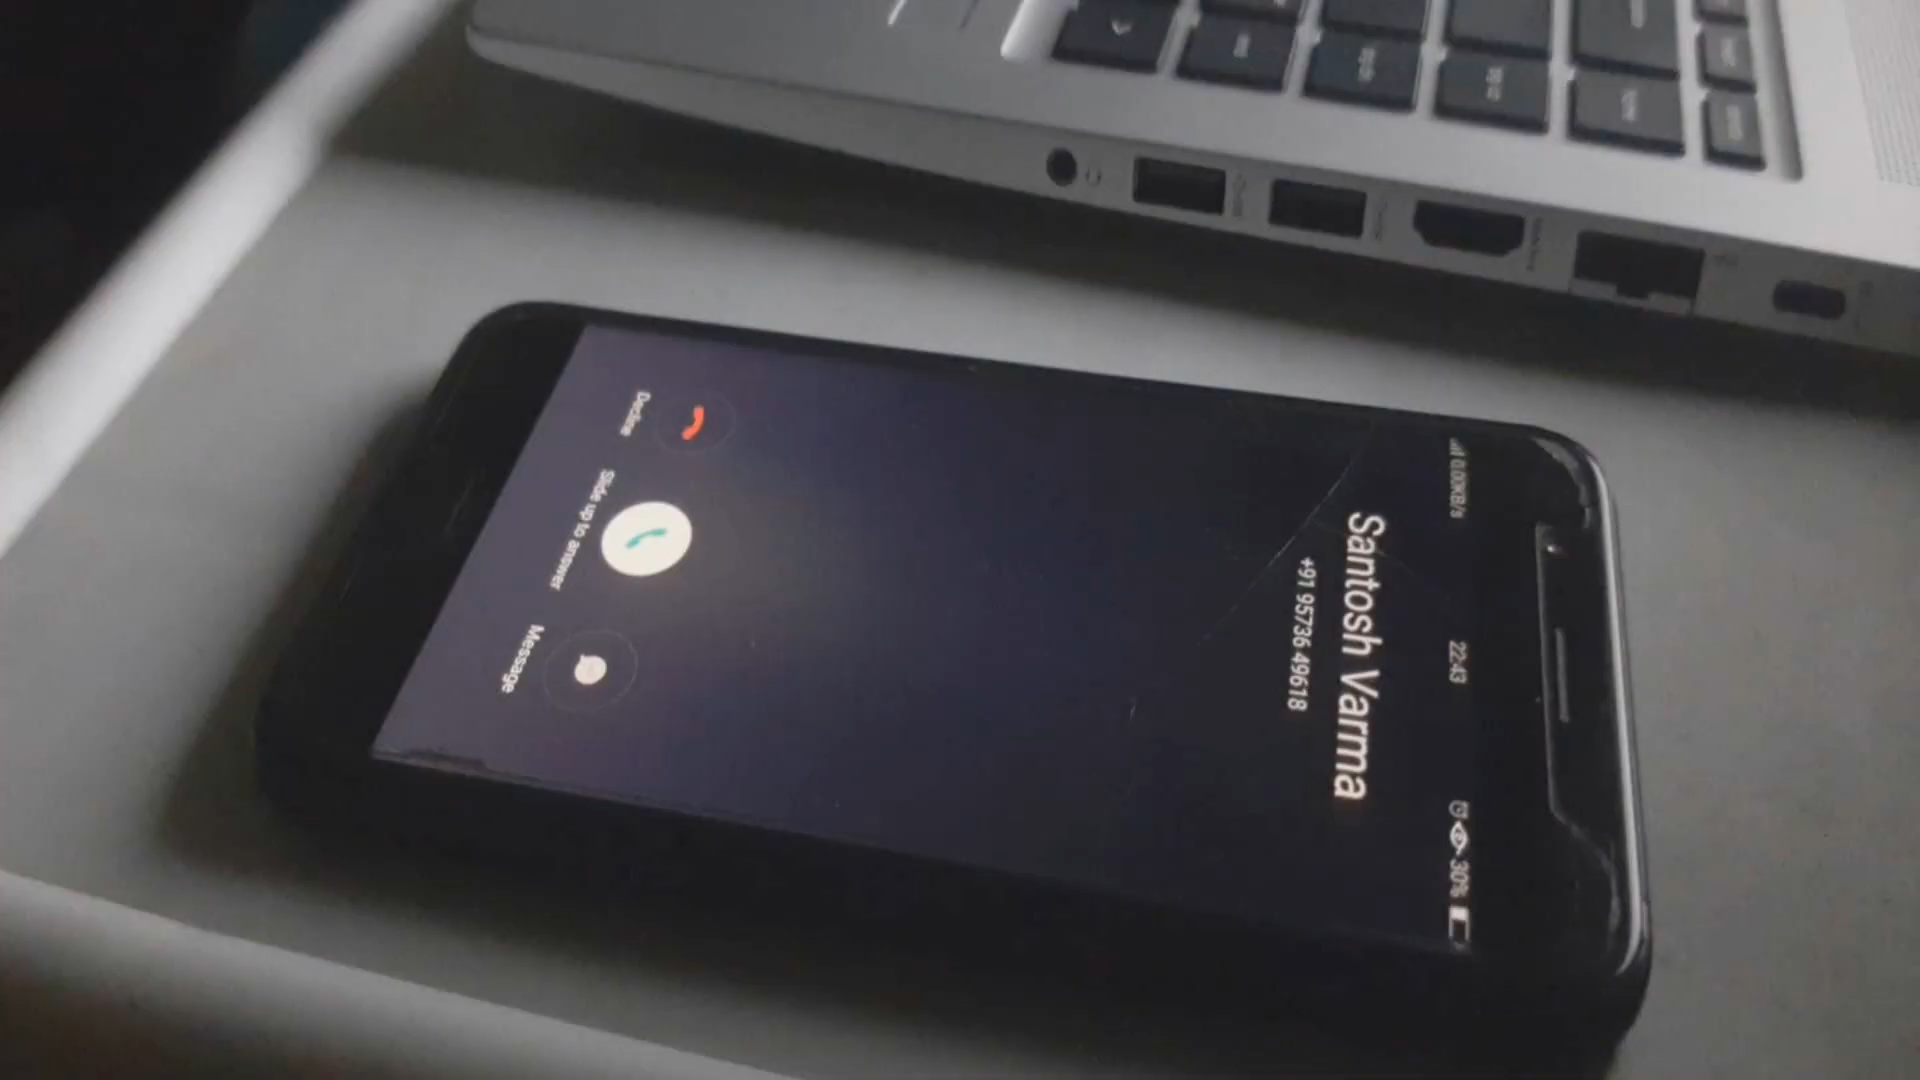 0.00KB/s 22:43 30%
Santosh Varma
+91 95736 49618
Decline
Slide up to answer
Message